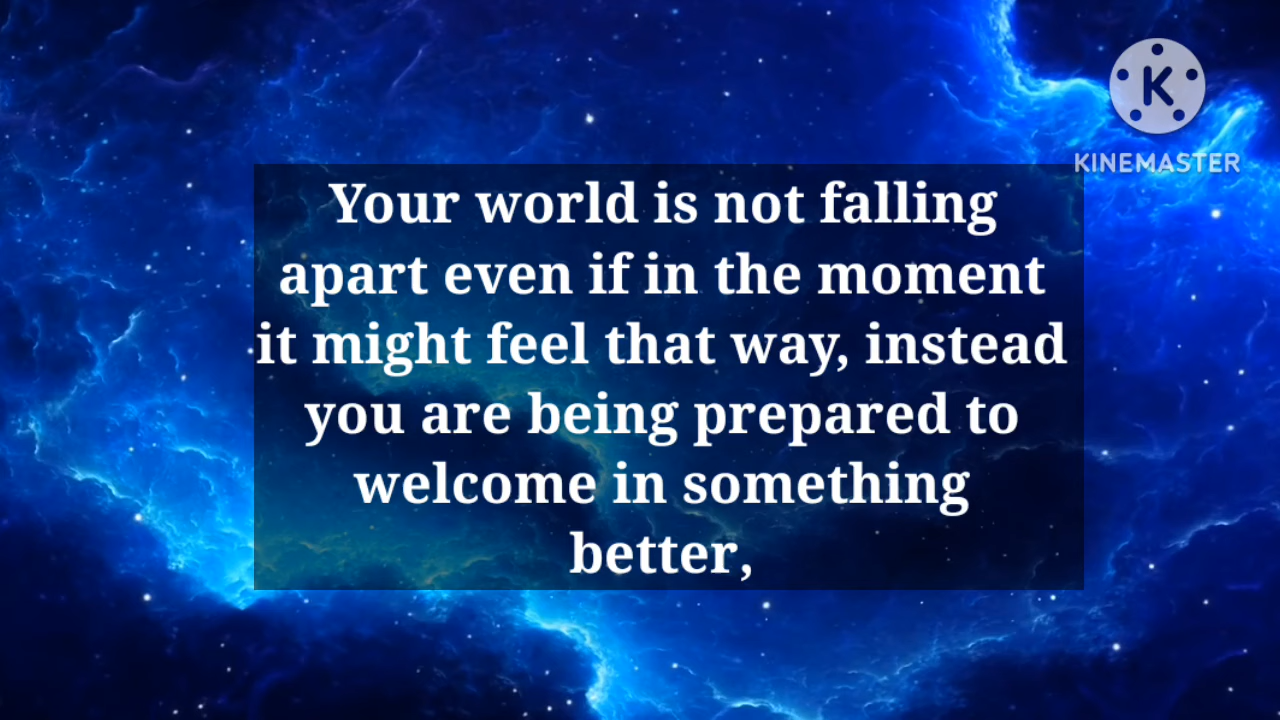 K
KINEMASTER
Your world is not falling
apart even if in the moment
it might feel that way, instead
you are being prepared to
welcome in something
better,